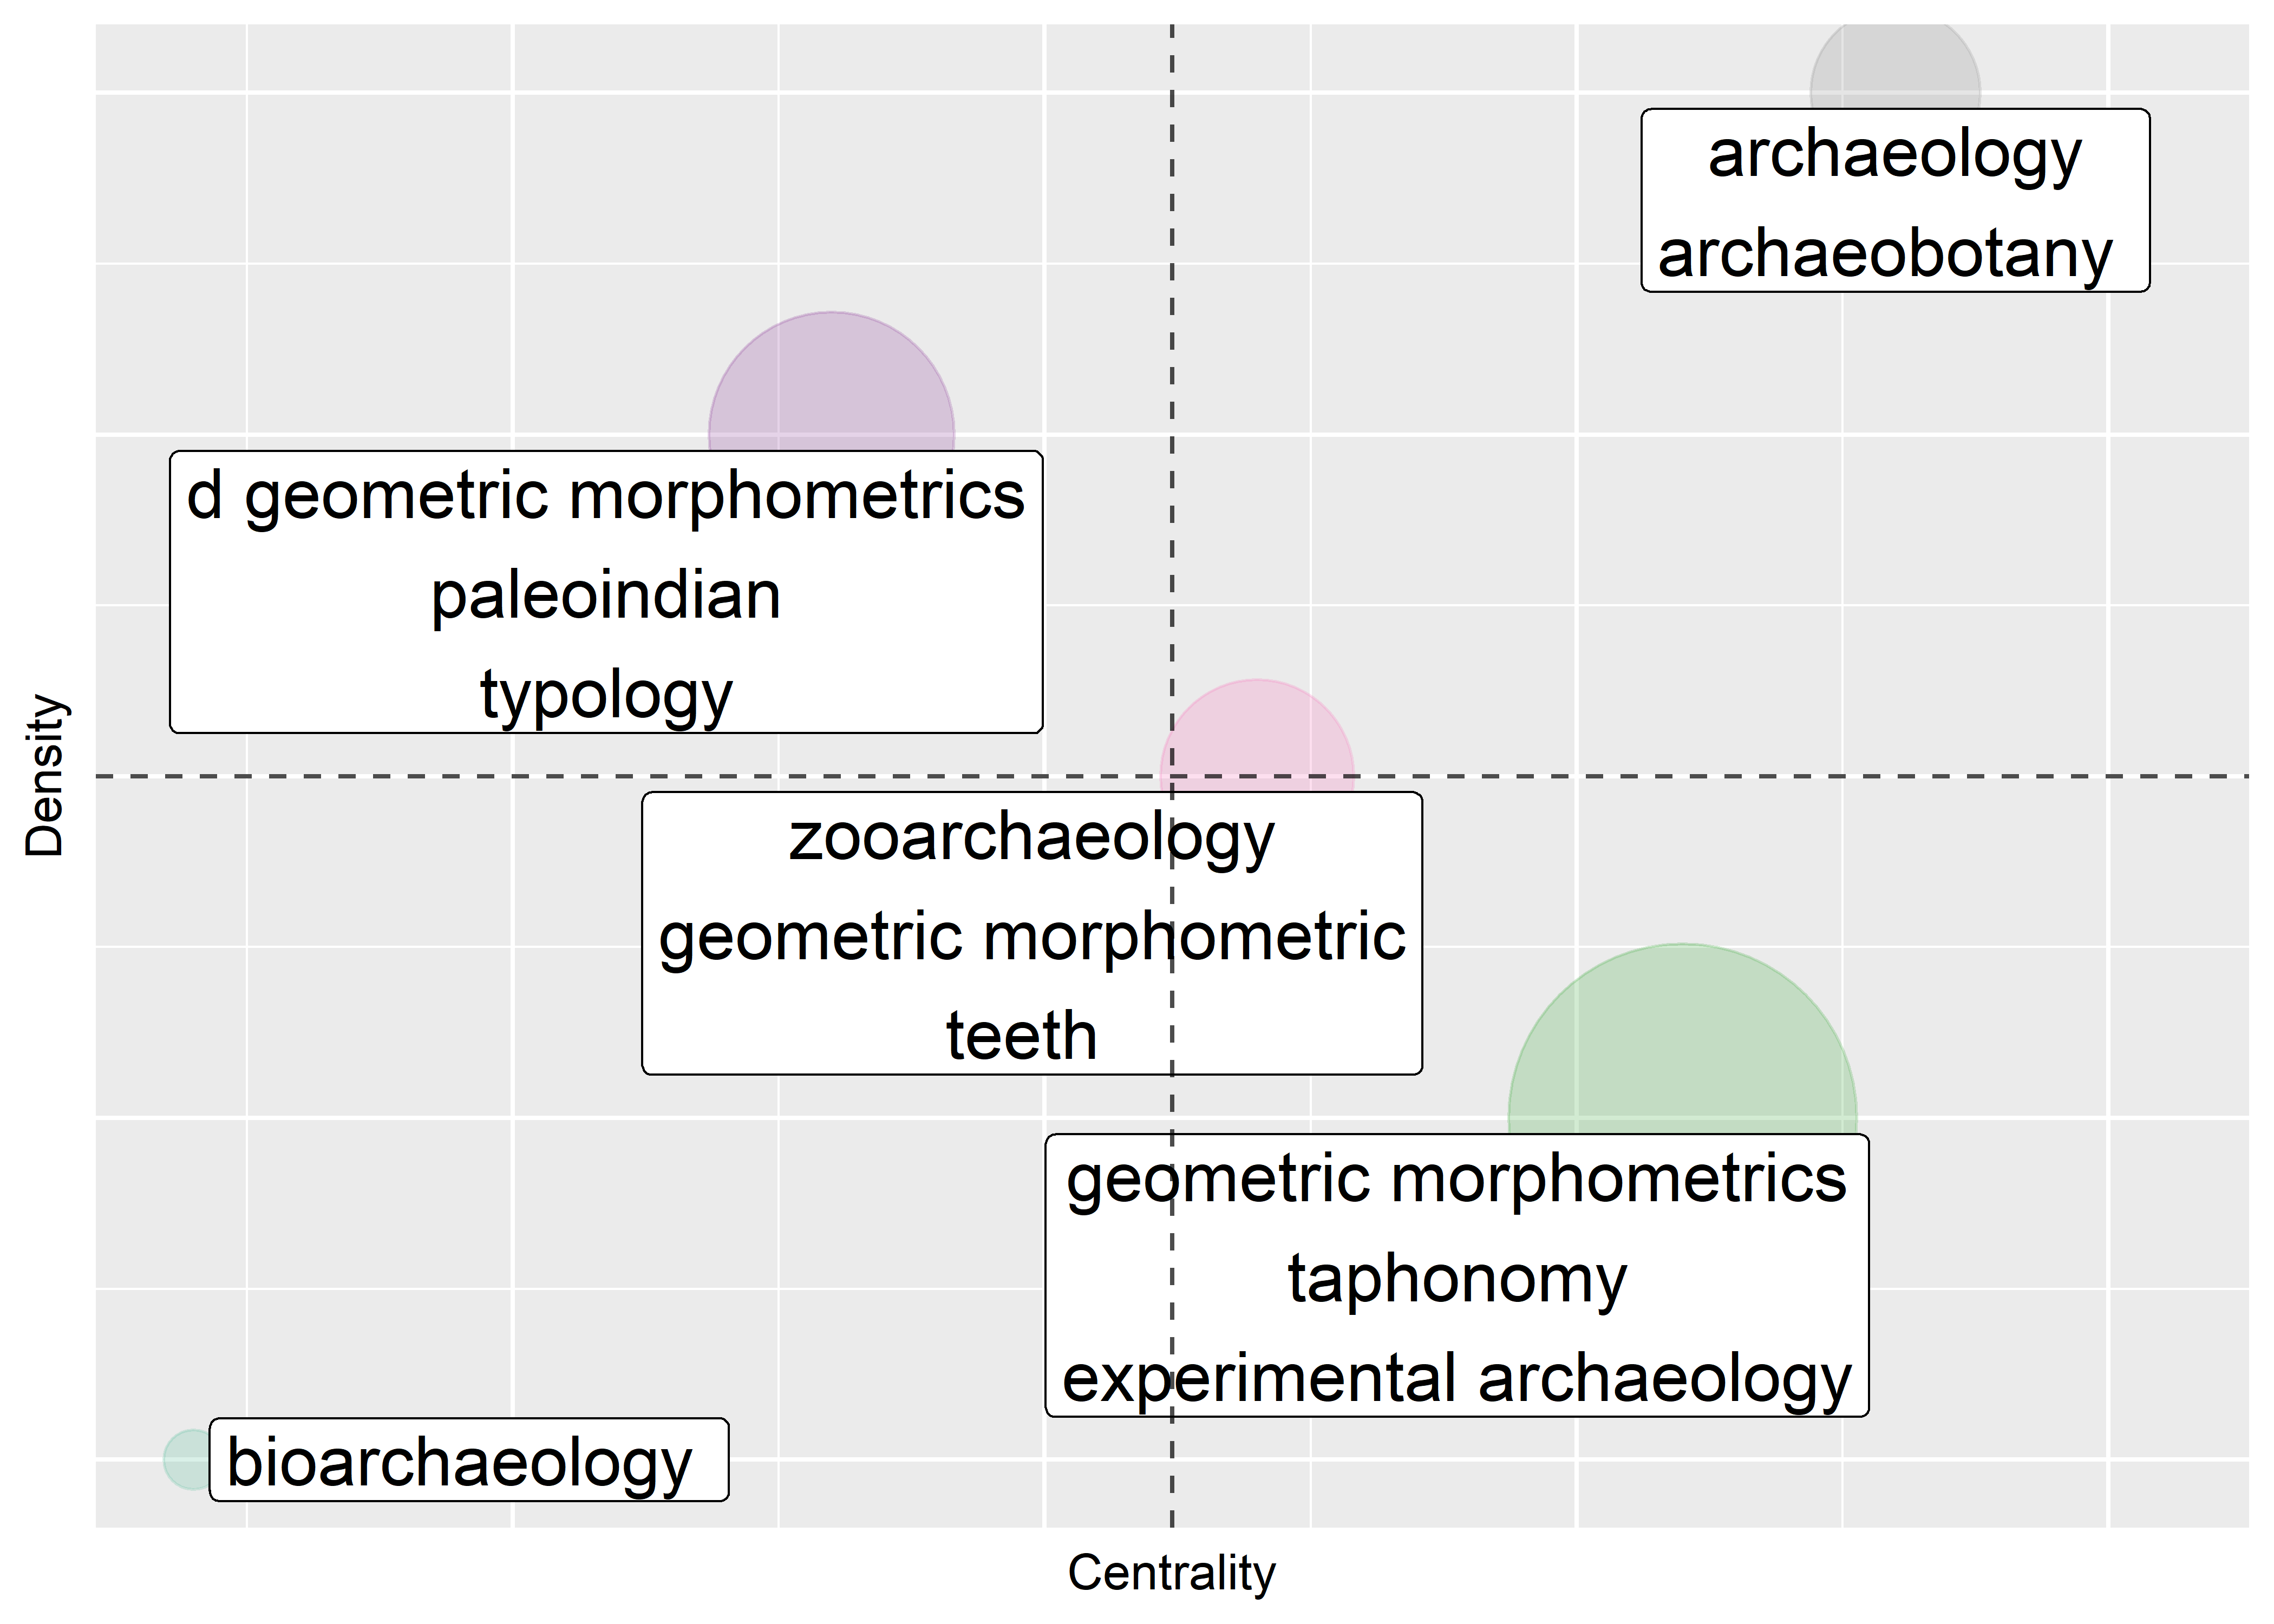 archaeology
archaeobotany
d geometric morphometrics
paleoindian
typology
Density
zooarchaeology
geometric morphometric
teeth
geometric morphometrics
taphonomy
experimental archaeology
bioarchaeology
Centrality